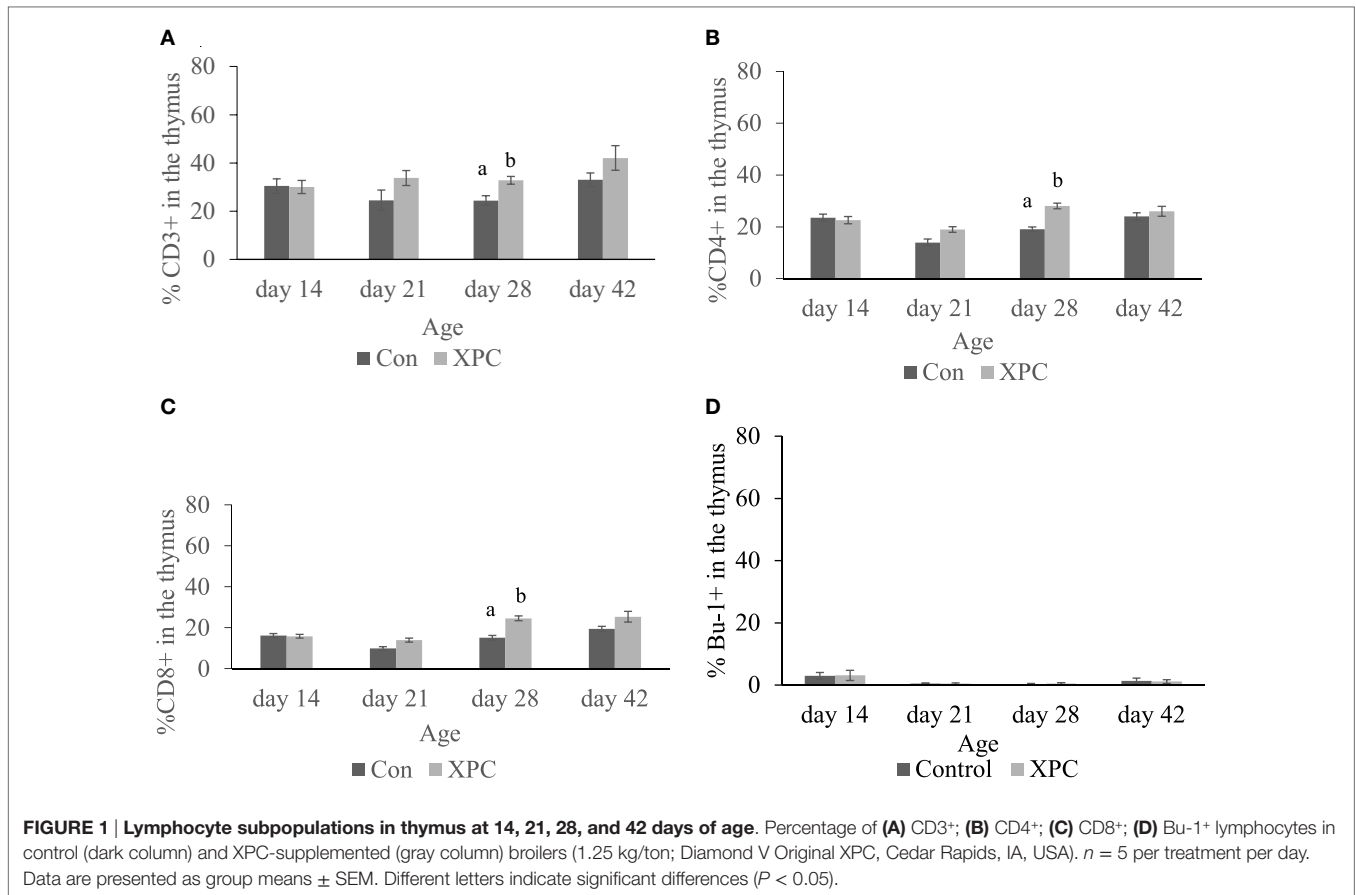 A
80
60
40
20
0
% CD3+ in the thymus
a b
day 14 day 21 day 28 day 42
Age
Con XPC
B
80
60
40
20
0
%CD4+ in the thymus
a b
day 14 day 21 day 28 day 42
Age
Con XPC
C
80
60
40
20
0
%CD8+ in the thymus
a b
day 14 day 21 day 28 day 42
Age
Con XPC
D
80
60
40
20
0
% Bu-1+ in the thymus
day 14 day 21 day 28 day 42
Age
Control XPC
FIGURE 1 | Lymphocyte subpopulations in thymus at 14, 21, 28, and 42 days of age. Percentage of (A) CD3⁺; (B) CD4⁺; (C) CD8⁺; (D) Bu-1⁺ lymphocytes in
control (dark column) and XPC-supplemented (gray column) broilers (1.25 kg/ton; Diamond V Original XPC, Cedar Rapids, IA, USA). n = 5 per treatment per day.
Data are presented as group means ± SEM. Different letters indicate significant differences (P < 0.05).